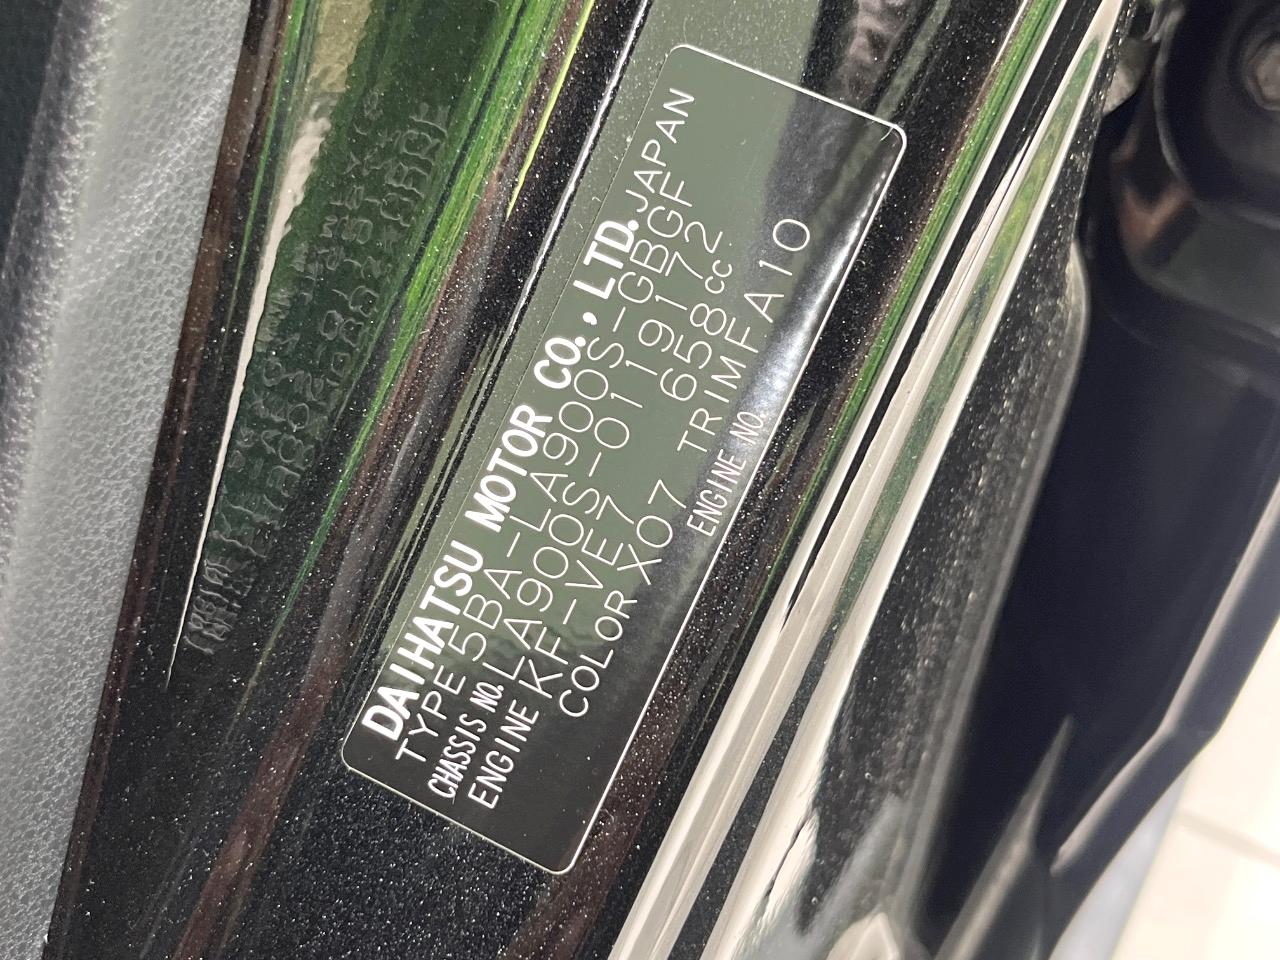 DAIHATSU MOTOR CO., LTD. JAPAN
TYPE 5BA-LA900S-GBGF
CHASSIS NO. LA900S-0119172
ENGINE KF-VE7 658cc
COLOR X07 TRIM FA10
ENGINE NO.